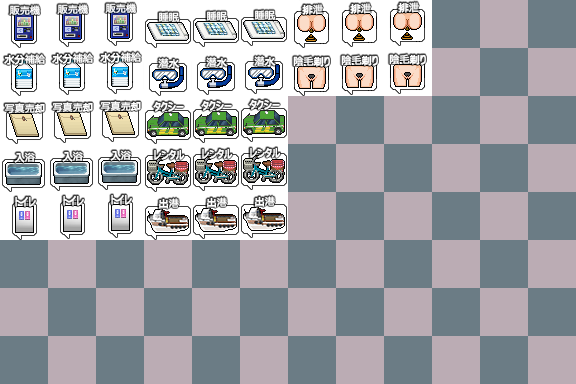 販売機 販売機 販売機 睡眠 睡眠 睡眠 排泄 排泄 排泄
水分補給 水分補給 水分補給 潜水 潜水 潜水 陰毛剃り 陰毛剃り 陰毛剃り
写真売却 写真売却 写真売却 タクシー タクシー タクシー
入浴 入浴 入浴 レンタル レンタル レンタル
トイレ トイレ トイレ 出港 出港 出港